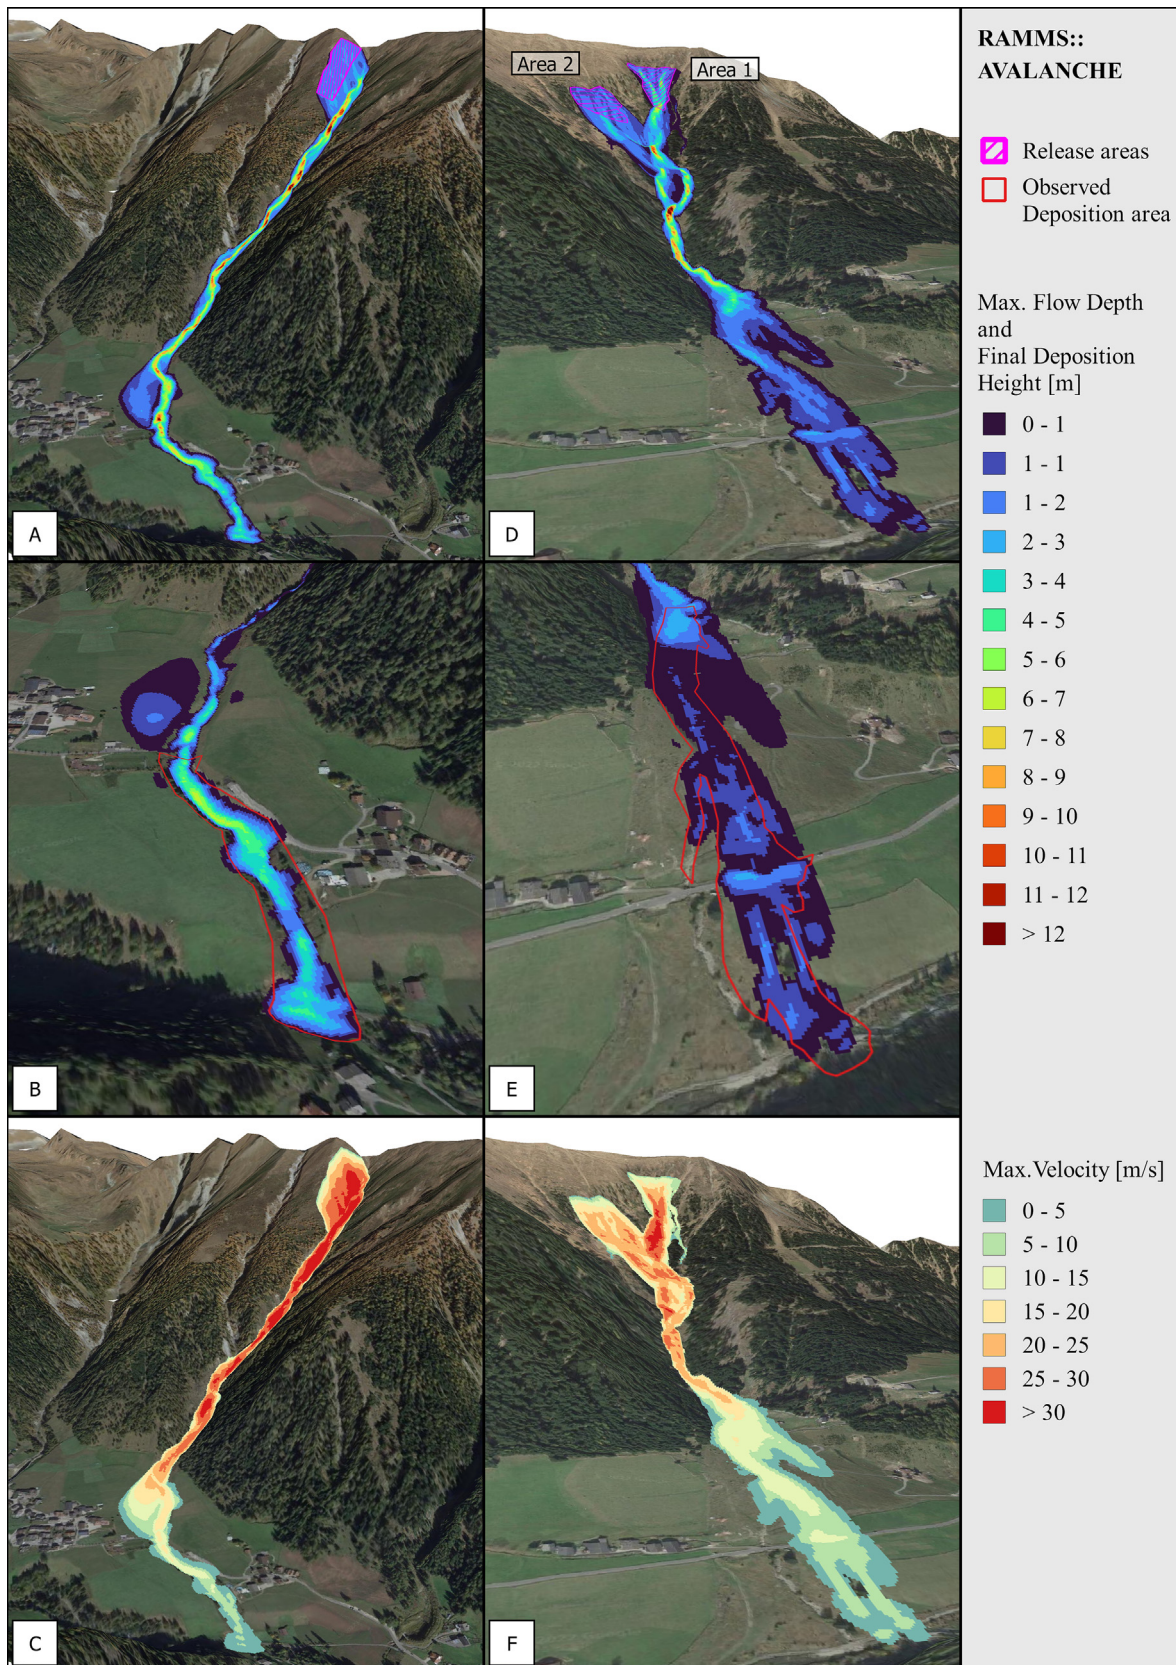 Area 2
Area 1
A
D
B
E
C
F
RAMMS::
AVALANCHE
Release areas
Observed
Deposition area
Max. Flow Depth
and
Final Deposition
Height [m]
0 - 1
1 - 1
1 - 2
2 - 3
3 - 4
4 - 5
5 - 6
6 - 7
7 - 8
8 - 9
9 - 10
10 - 11
11 - 12
> 12
Max.Velocity [m/s]
0 - 5
5 - 10
10 - 15
15 - 20
20 - 25
25 - 30
> 30